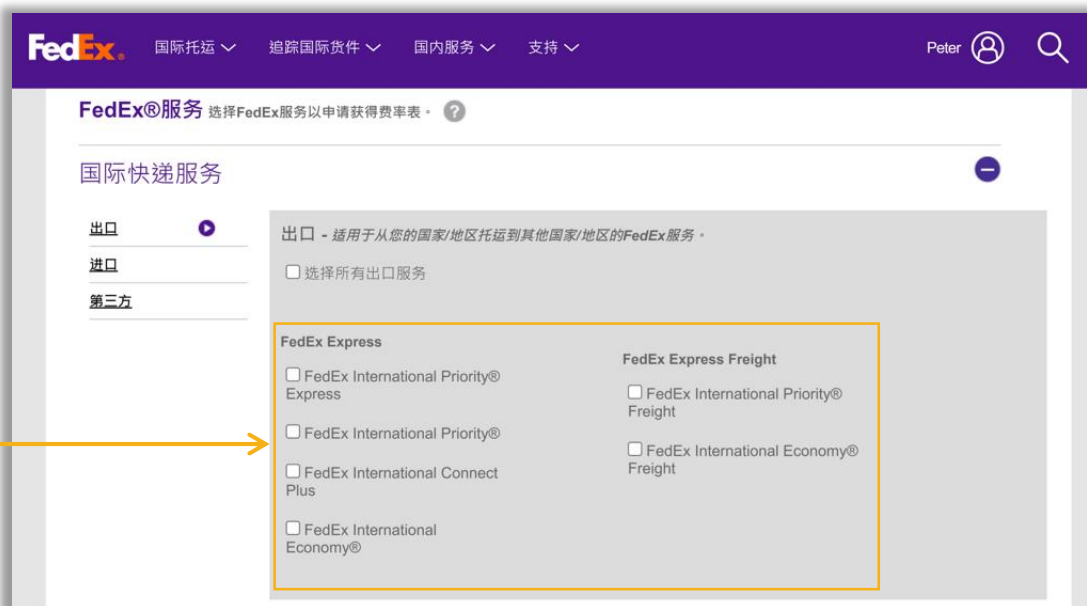 FedEx® 国际托运 追踪国际货件 国内服务 支持 Peter
FedEx®服务 选择FedEx服务以申请获得费率表。 ?
国际快递服务
出口
进口
第三方
出口 - 适用于从您的国家/地区托运到其他国家/地区的FedEx服务。
选择所有出口服务
FedEx Express
FedEx International Priority®
Express
FedEx International Priority®
FedEx International Connect
Plus
FedEx International
Economy®
FedEx Express Freight
FedEx International Priority®
Freight
FedEx International Economy®
Freight